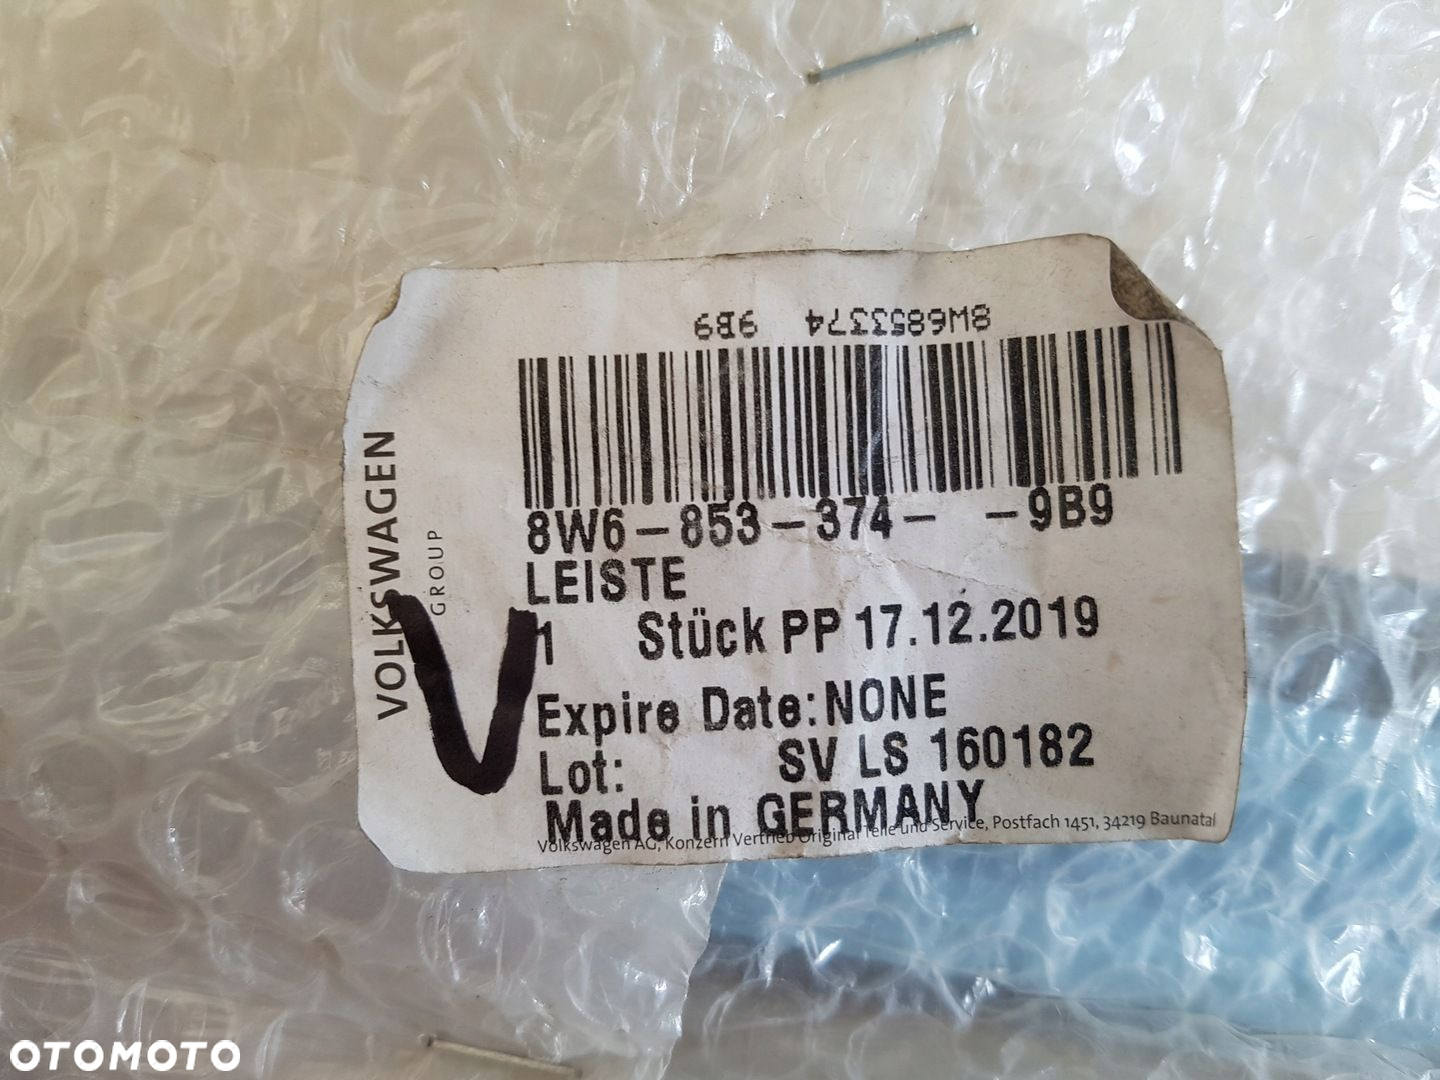 8W6853374 9B9
8W6-853-374- -9B9
LEISTE
1 Stück PP 17.12.2019
Expire Date:NONE
Lot: SV LS 160182
Made in GERMANY
Volkswagen AG, Konzern Vertrieb Original Teile und Service, Postfach 1451, 34219 Baunatal
VOLKSWAGEN
GROUP
V
OTOMOTO